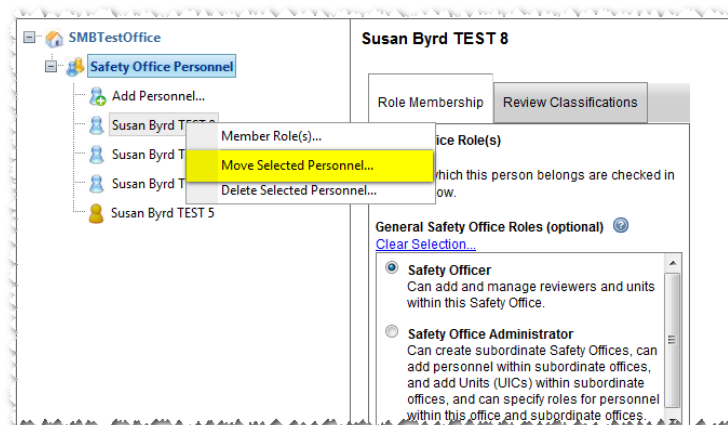 SMBTestOffice
Safety Office Personnel
Add Personnel...
Susan Byrd TEST 8
Susan Byrd T
Susan Byrd T
Susan Byrd TEST 5
Member Role(s)...
Move Selected Personnel...
Delete Selected Personnel...
Susan Byrd TEST 8
Role Membership
Review Classifications
ice Role(s)
hich this person belongs are checked in
ow.
General Safety Office Roles (optional)
Clear Selection...
Safety Officer
Can add and manage reviewers and units
within this Safety Office.
Safety Office Administrator
Can create subordinate Safety Offices, can
add personnel within subordinate offices,
and add Units (UICs) within subordinate
offices, and can specify roles for personnel
within this office and subordinate offices.